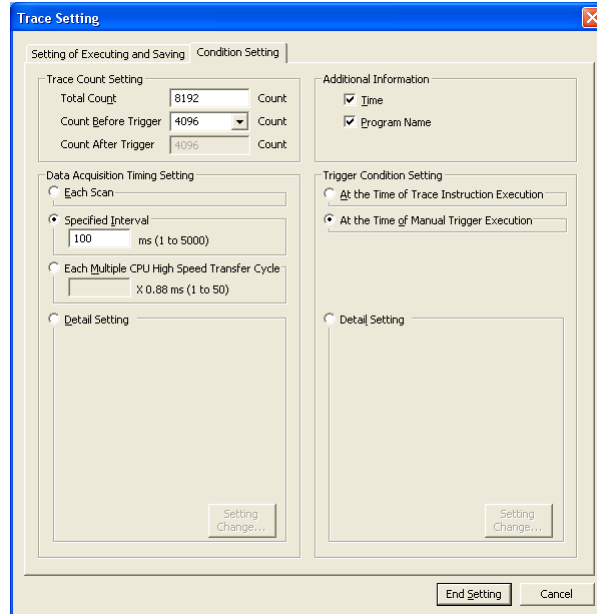 Trace Setting
Setting of Executing and Saving Condition Setting
Trace Count Setting
Total Count 8192 Count
Count Before Trigger 4096 Count
Count After Trigger 4096 Count
Additional Information
Time
Program Name
Data Acquisition Timing Setting
Each Scan
Specified Interval
100 ms (1 to 5000)
Each Multiple CPU High Speed Transfer Cycle
X 0.88 ms (1 to 50)
Detail Setting
Setting
Change...
Trigger Condition Setting
At the Time of Trace Instruction Execution
At the Time of Manual Trigger Execution
Detail Setting
Setting
Change...
End Setting Cancel